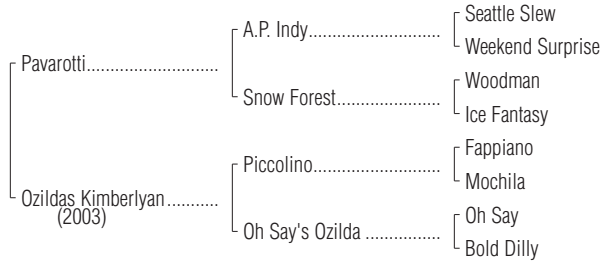 Seattle Slew
A.P. Indy..............................
Weekend Surprise
Pavarotti..............................
Woodman
Snow Forest.......................
Ice Fantasy
Fappiano
Piccolino.............................
Mochila
Ozildas Kimberlyan............
(2003)
Oh Say
Oh Say's Ozilda .................
Bold Dilly